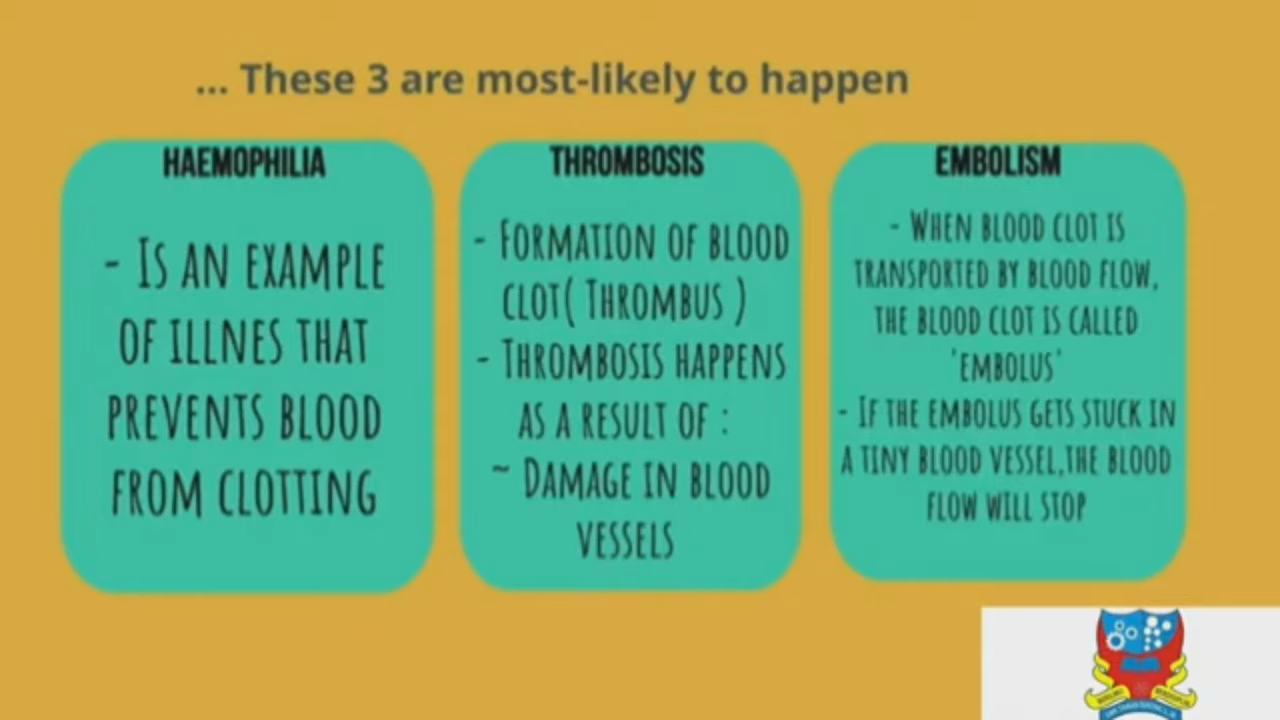 ... These 3 are most-likely to happen
HAEMOPHILIA
- IS AN EXAMPLE
OF ILLNES THAT
PREVENTS BLOOD
FROM CLOTTING
THROMBOSIS
- FORMATION OF BLOOD
CLOT( THROMBUS )
- THROMBOSIS HAPPENS
AS A RESULT OF :
~ DAMAGE IN BLOOD
VESSELS
EMBOLISM
- WHEN BLOOD CLOT IS
TRANSPORTED BY BLOOD FLOW,
THE BLOOD CLOT IS CALLED
'EMBOLUS'
- IF THE EMBOLUS GETS STUCK IN
A TINY BLOOD VESSEL,THE BLOOD
FLOW WILL STOP